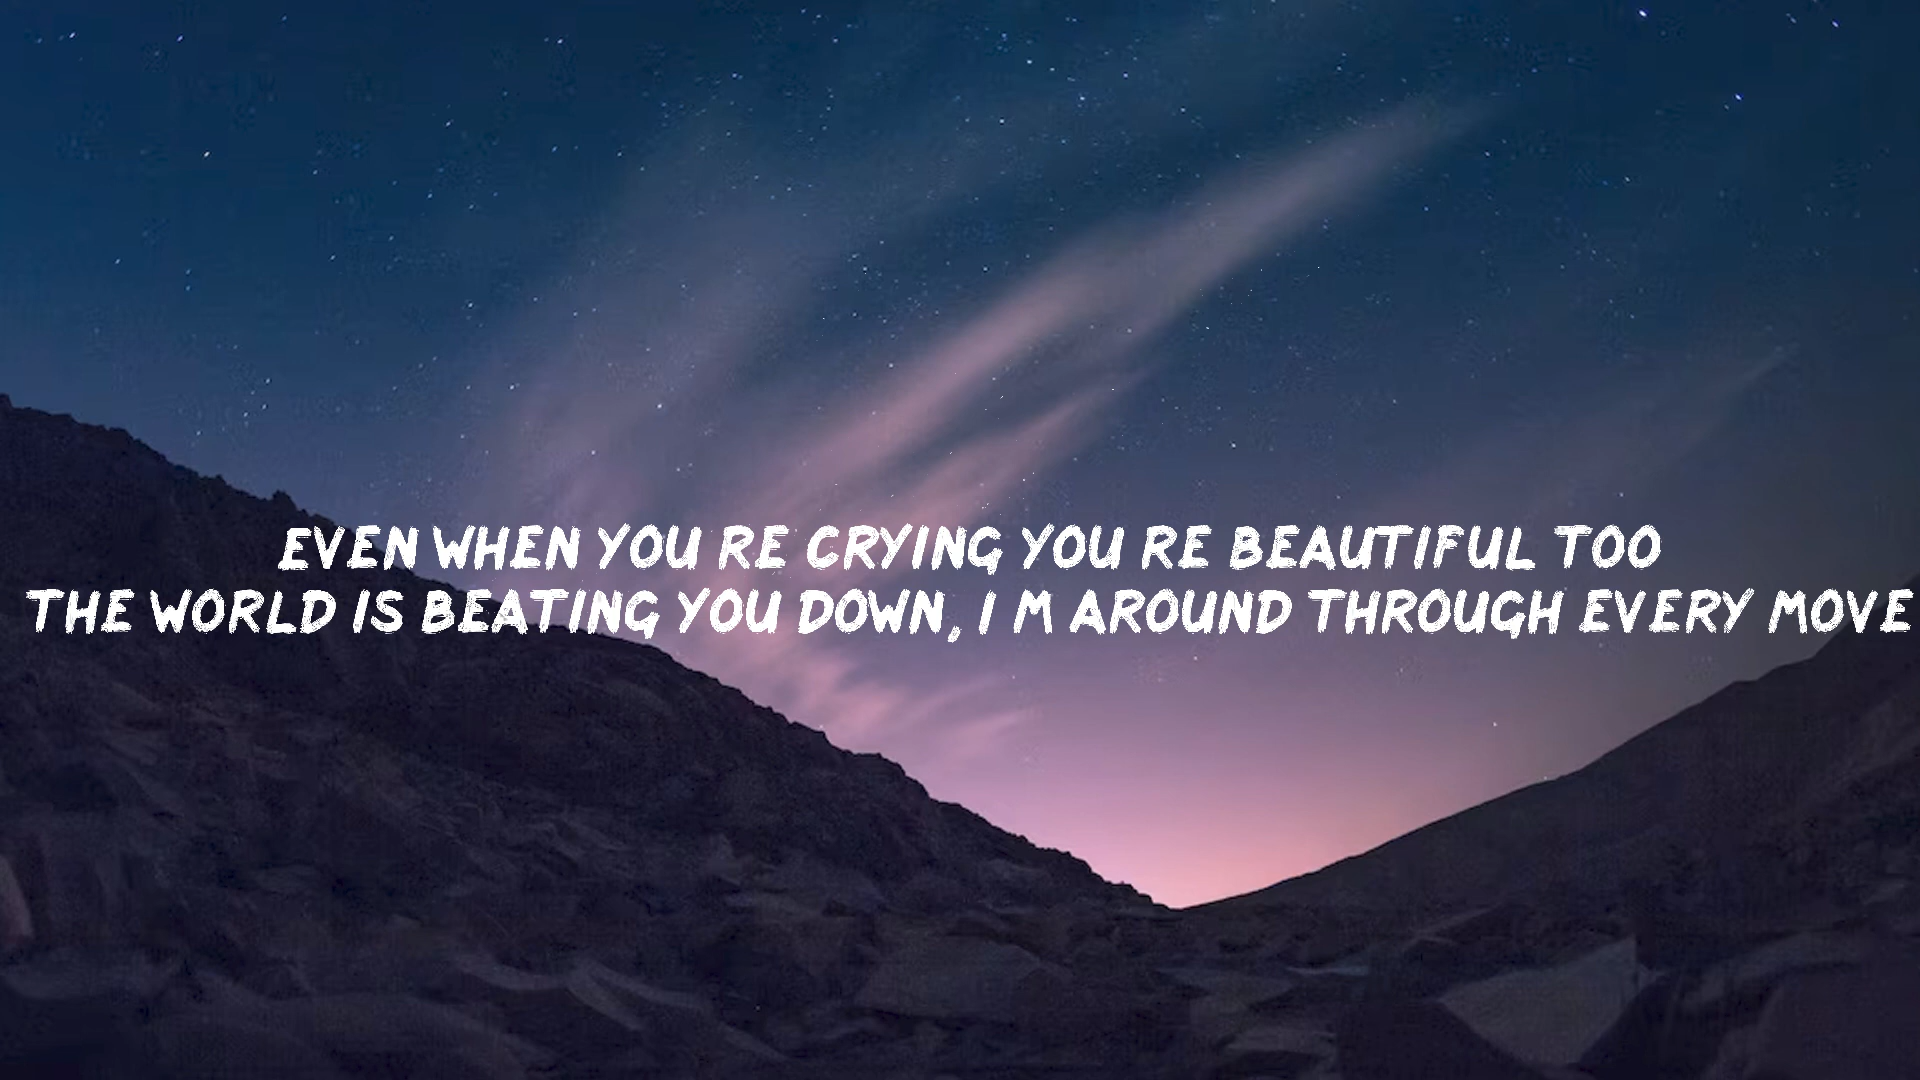 EVEN WHEN YOU RE CRYING YOU RE BEAUTIFUL TOO
THE WORLD IS BEATING YOU DOWN, I M AROUND THROUGH EVERY MOVE